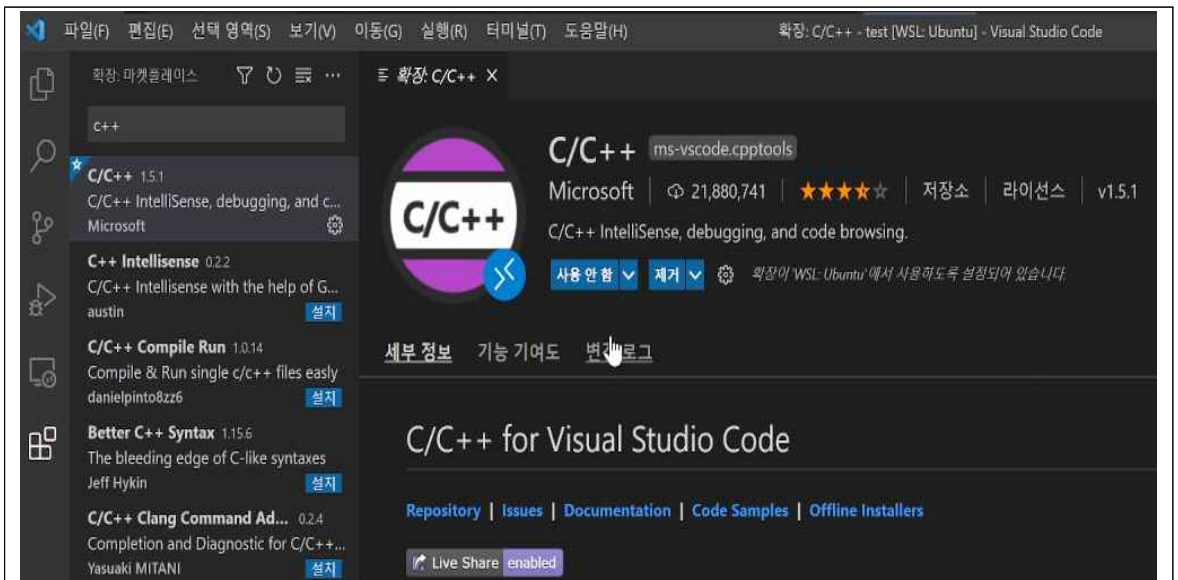 파일(F) 편집(E) 선택 영역(S) 보기(V) 이동(G) 실행(R) 터미널(T) 도움말(H) 확장: C/C++ - test [WSL: Ubuntu] - Visual Studio Code
확장: 마켓플레이스
c++
C/C++ 1.5.1
C/C++ IntelliSense, debugging, and c...
Microsoft
C++ Intellisense 0.2.2
C/C++ Intellisense with the help of G...
austin 설치
C/C++ Compile Run 1.0.14
Compile & Run single c/c++ files easly
danielpinto8zz6 설치
Better C++ Syntax 1.15.6
The bleeding edge of C-like syntaxes
Jeff Hykin 설치
C/C++ Clang Command Ad... 0.2.4
Completion and Diagnostic for C/C++...
Yasuaki MITANI 설치
확장: C/C++
C/C++
C/C++ ms-vscode.cpptools
Microsoft 21,880,741 저장소 라이선스 v1.5.1
C/C++ IntelliSense, debugging, and code browsing.
사용 안 함 제거 확장이 'WSL: Ubuntu'에서 사용하도록 설정되어 있습니다.
세부 정보 기능 기여도
C/C++ for Visual Studio Code
Repository | Issues | Documentation | Code Samples | Offline Installers
Live Share enabled